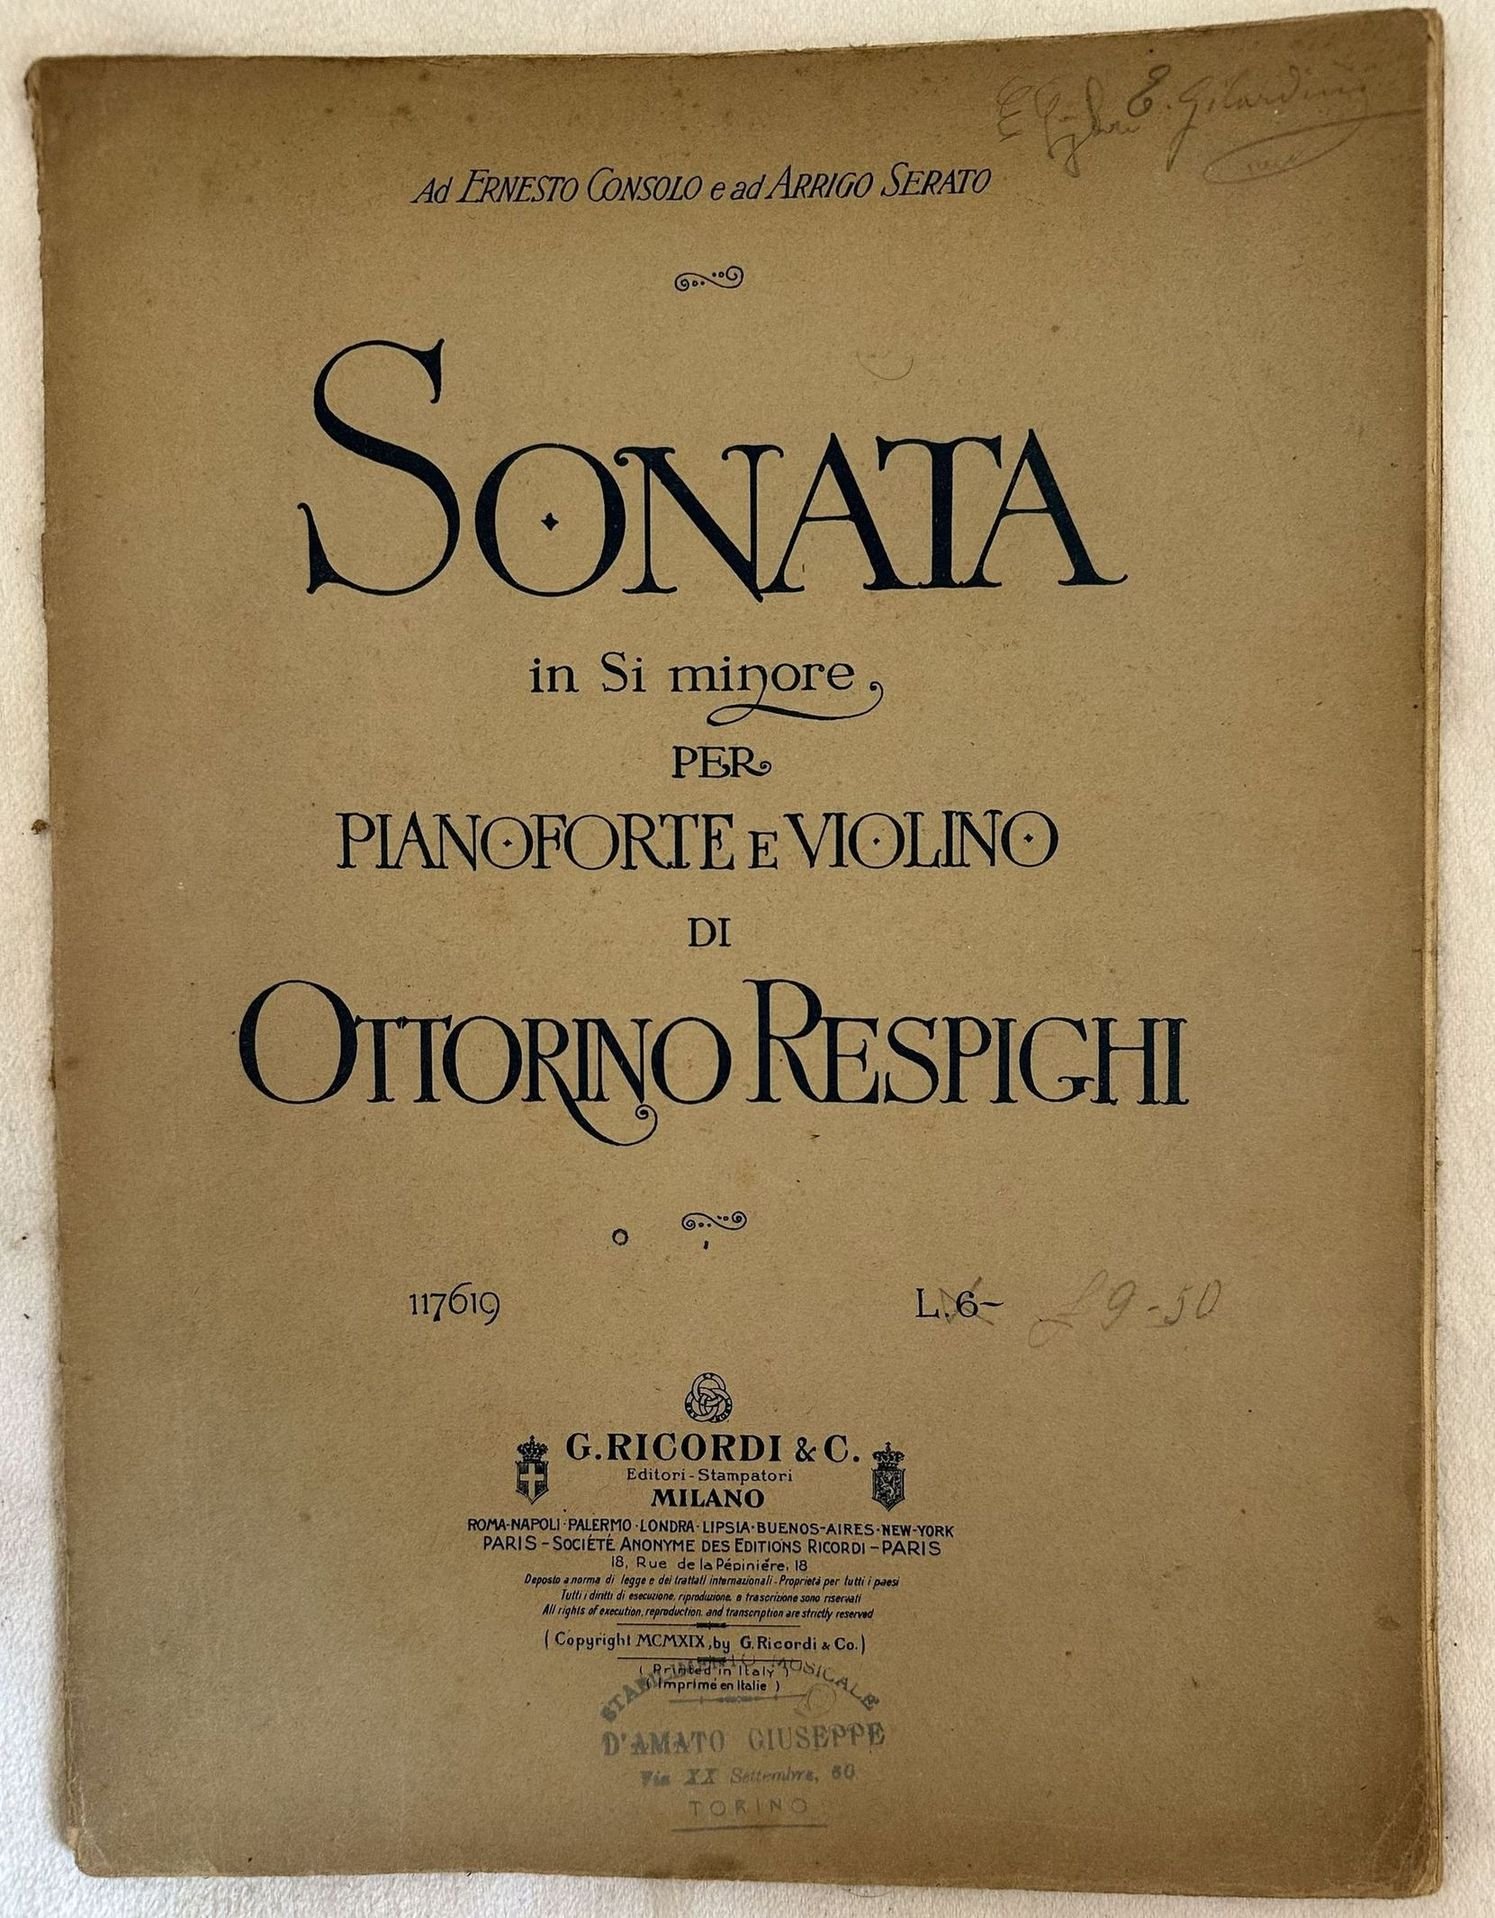 E. Gilardini
Ad ERNESTO CONSOLO e ad ARRIGO SERATO
SONATA
in Si minore
PER
PIANOFORTE E VIOLINO
DI
OTTORINO RESPIGHI
117619
L. 6- £ 9-50
G. RICORDI & C.
Editori-Stampatori
MILANO
ROMA-NAPOLI·PALERMO·LONDRA·LIPSIA·BUENOS-AIRES·NEW-YORK
PARIS - SOCIÉTÉ ANONYME DES EDITIONS RICORDI - PARIS
18, Rue de la Pépinière, 18
Deposto a norma di legge e dei trattati internazionali - Proprietà per tutti i paesi
Tutti i diritti di esecuzione, riproduzione e trascrizione sono riservati
All rights of execution, reproduction, and transcription are strictly reserved
(Copyright MCMXIX, by G. Ricordi & Co.)
(Printed in Italy)
(Imprimé en Italie)
STABILIMENTO MUSICALE
D'AMATO GIUSEPPE
Via XX Settembre, 60
TORINO